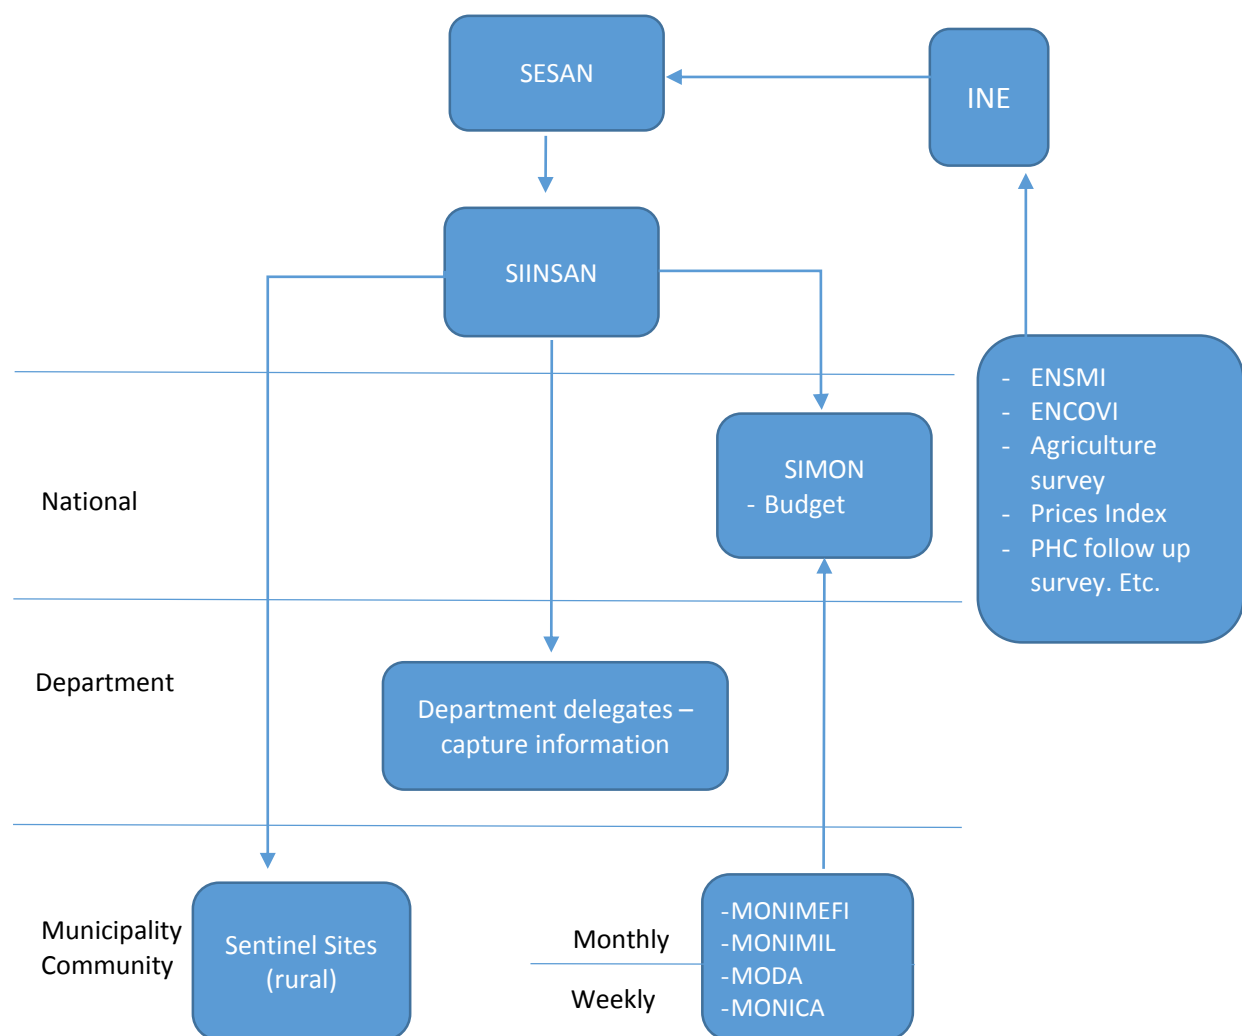 SESAN
INE
SIINSAN
- ENSMI
- ENCOVI
- Agriculture
survey
- Prices Index
- PHC follow up
survey. Etc.
National
SIMON
- Budget
Department
Department delegates –
capture information
Municipality
Community
Sentinel Sites
(rural)
Monthly
Weekly
-MONIMEFI
-MONIMIL
-MODA
-MONICA